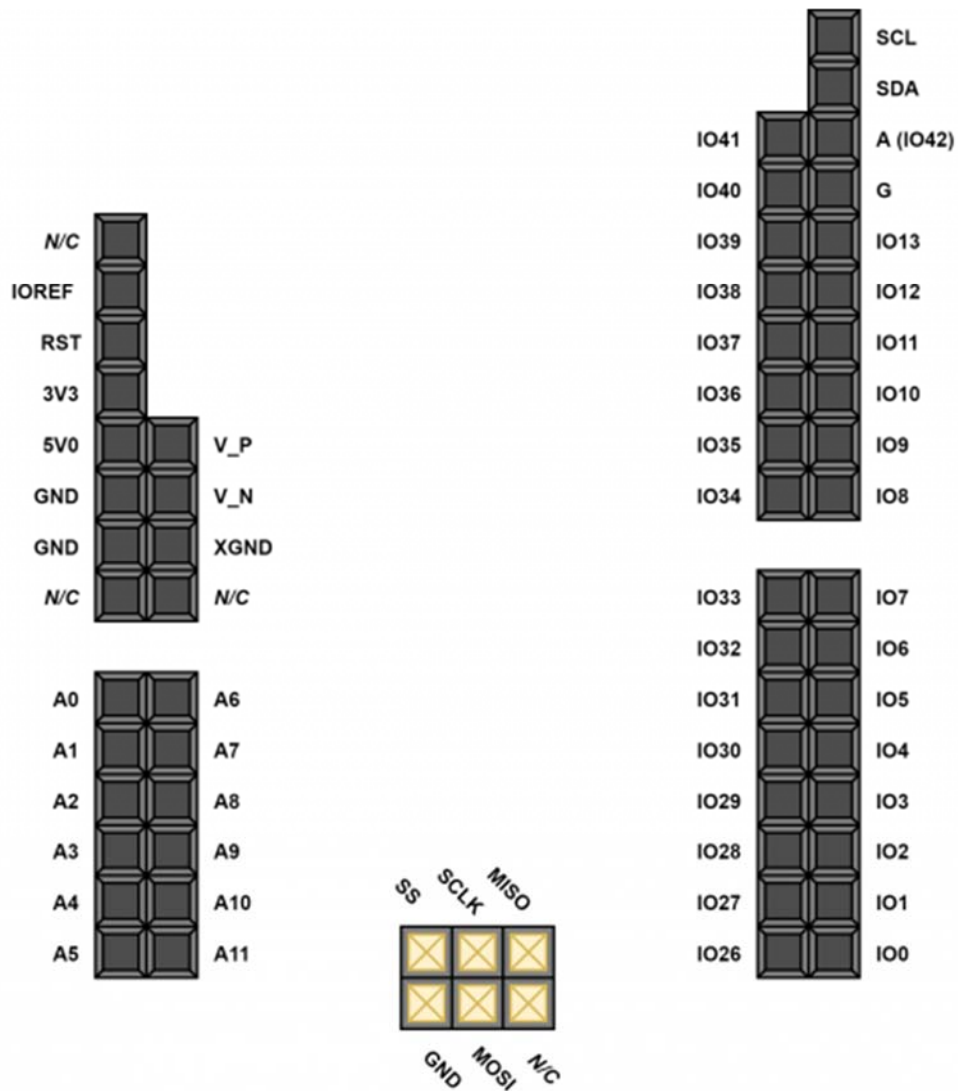 SCL
SDA
IO41 A (IO42)
IO40 G
N/C IO39 IO13
IOREF IO38 IO12
RST IO37 IO11
3V3 IO36 IO10
5V0 V_P IO35 IO9
GND V_N IO34 IO8
GND XGND
N/C N/C IO33 IO7
IO32 IO6
A0 A6 IO31 IO5
A1 A7 IO30 IO4
A2 A8 IO29 IO3
A3 A9 IO28 IO2
A4 A10 IO27 IO1
A5 A11 IO26 IO0
SS SCLK MISO
GND MOSI N/C